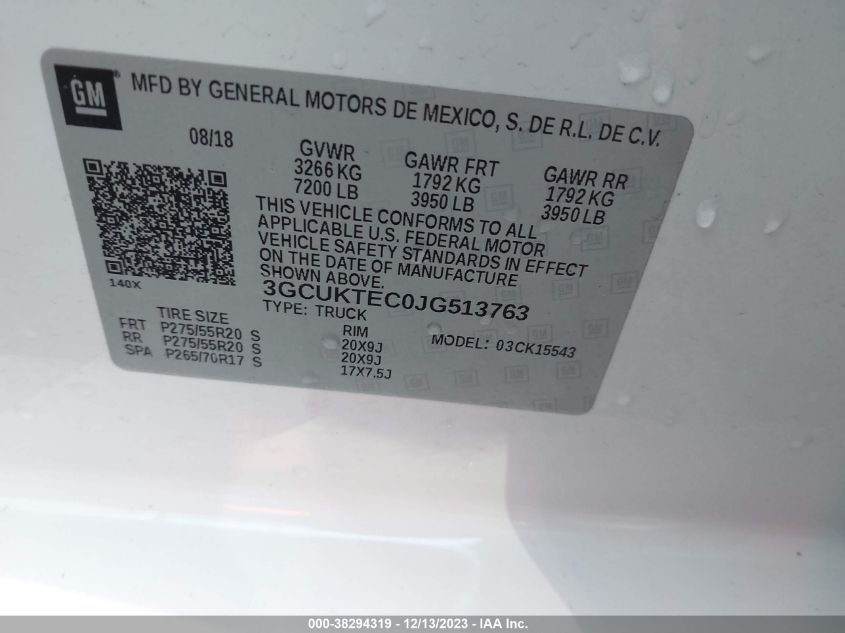 GM ® MFD BY GENERAL MOTORS DE MEXICO, S. DE R.L. DE C.V.
08/18
GVWR GAWR FRT GAWR RR
3266 KG 1792 KG 1792 KG
7200 LB 3950 LB 3950 LB
THIS VEHICLE CONFORMS TO ALL
APPLICABLE U.S. FEDERAL MOTOR
VEHICLE SAFETY STANDARDS IN EFFECT
ON THE DATE OF MANUFACTURE
SHOWN ABOVE.
140X
3GCUKTEC0JG513763
TYPE: TRUCK
MODEL: 03CK15543
TIRE SIZE RIM
FRT P275/55R20 S 20X9J
RR P275/55R20 S 20X9J
SPA P265/70R17 S 17X7.5J
000-38294319 - 12/13/2023 - IAA Inc.